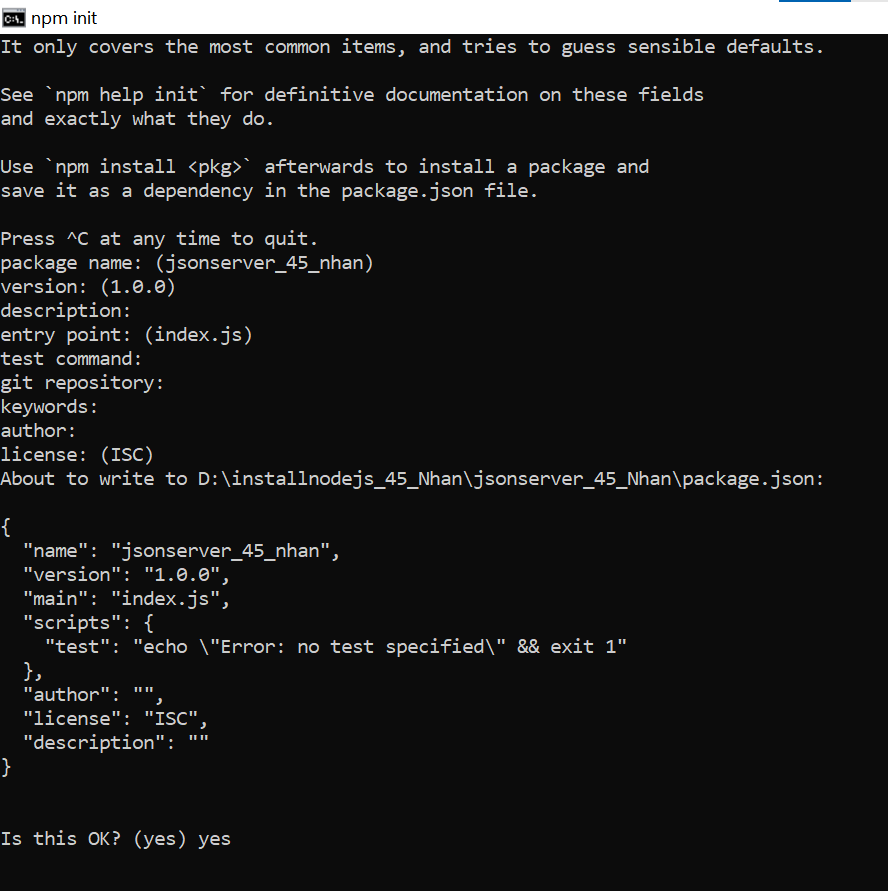 npm init
It only covers the most common items, and tries to guess sensible defaults.
See `npm help init` for definitive documentation on these fields
and exactly what they do.
Use `npm install <pkg>` afterwards to install a package and
save it as a dependency in the package.json file.
Press ^C at any time to quit.
package name: (jsonserver_45_nhan)
version: (1.0.0)
description:
entry point: (index.js)
test command:
git repository:
keywords:
author:
license: (ISC)
About to write to D:\installnodejs_45_Nhan\jsonserver_45_Nhan\package.json:
{
  "name": "jsonserver_45_nhan",
  "version": "1.0.0",
  "main": "index.js",
  "scripts": {
    "test": "echo \"Error: no test specified\" && exit 1"
  },
  "author": "",
  "license": "ISC",
  "description": ""
}
Is this OK? (yes) yes